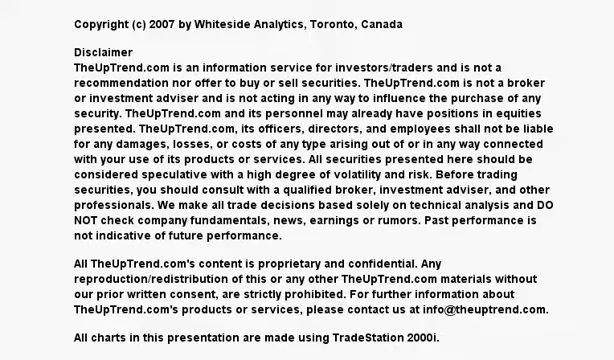 Copyright (c) 2007 by Whiteside Analytics, Toronto, Canada
Disclaimer
TheUpTrend.com is an information service for investors/traders and is not a
recommendation nor offer to buy or sell securities. TheUpTrend.com is not a broker
or investment adviser and is not acting in any way to influence the purchase of any
security. TheUpTrend.com and its personnel may already have positions in equities
presented. TheUpTrend.com, its officers, directors, and employees shall not be liable
for any damages, losses, or costs of any type arising out of or in any way connected
with your use of its products or services. All securities presented here should be
considered speculative with a high degree of volatility and risk. Before trading
securities, you should consult with a qualified broker, investment adviser, and other
professionals. We make all trade decisions based solely on technical analysis and DO
NOT check company fundamentals, news, earnings or rumors. Past performance is
not indicative of future performance.
All TheUpTrend.com's content is proprietary and confidential. Any
reproduction/redistribution of this or any other TheUpTrend.com materials without
our prior written consent, are strictly prohibited. For further information about
TheUpTrend.com's products or services, please contact us at info@theuptrend.com.
All charts in this presentation are made using TradeStation 2000i.